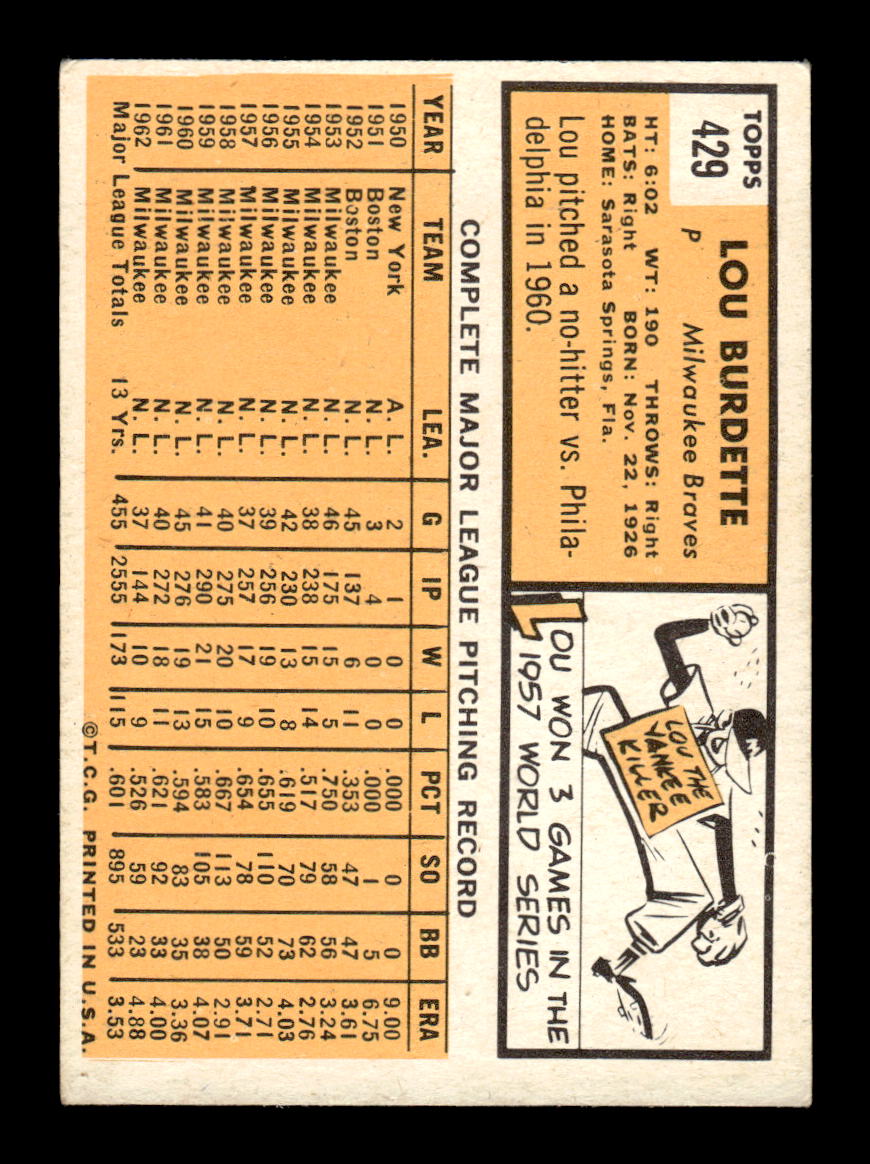 TOPPS
429
LOU BURDETTE
P Milwaukee Braves
HT: 6:02 WT: 190 THROWS: Right
BATS: Right BORN: Nov. 22, 1926
HOME: Sarasota Springs, Fla.
Lou pitched a no-hitter vs. Phila-
delphia in 1960.
LOU THE
YANKEE
KILLER
LOU WON 3 GAMES IN THE
1957 WORLD SERIES
COMPLETE MAJOR LEAGUE PITCHING RECORD
YEAR TEAM LEA. G IP W L PCT SO BB ERA
1950 New York A. L. 2 1 0 0 .000 0 0 9.00
1951 Boston N. L. 3 4 0 0 .000 1 5 6.75
1952 Boston N. L. 45 137 6 11 .353 47 47 3.61
1953 Milwaukee N. L. 46 175 15 5 .750 58 56 3.24
1954 Milwaukee N. L. 38 238 15 14 .517 79 62 2.76
1955 Milwaukee N. L. 42 230 13 8 .619 70 73 4.03
1956 Milwaukee N. L. 39 256 19 10 .655 110 52 2.71
1957 Milwaukee N. L. 37 257 17 9 .654 78 59 3.71
1958 Milwaukee N. L. 40 275 20 10 .667 113 50 2.91
1959 Milwaukee N. L. 41 290 21 15 .583 105 38 4.07
1960 Milwaukee N. L. 45 276 19 13 .594 83 35 3.36
1961 Milwaukee N. L. 40 272 18 11 .621 92 33 4.00
1962 Milwaukee N. L. 37 144 10 9 .526 59 23 4.88
Major League Totals 13 Yrs. 455 2555 173 115 .601 895 533 3.53
©T.C.G. PRINTED IN U.S.A.